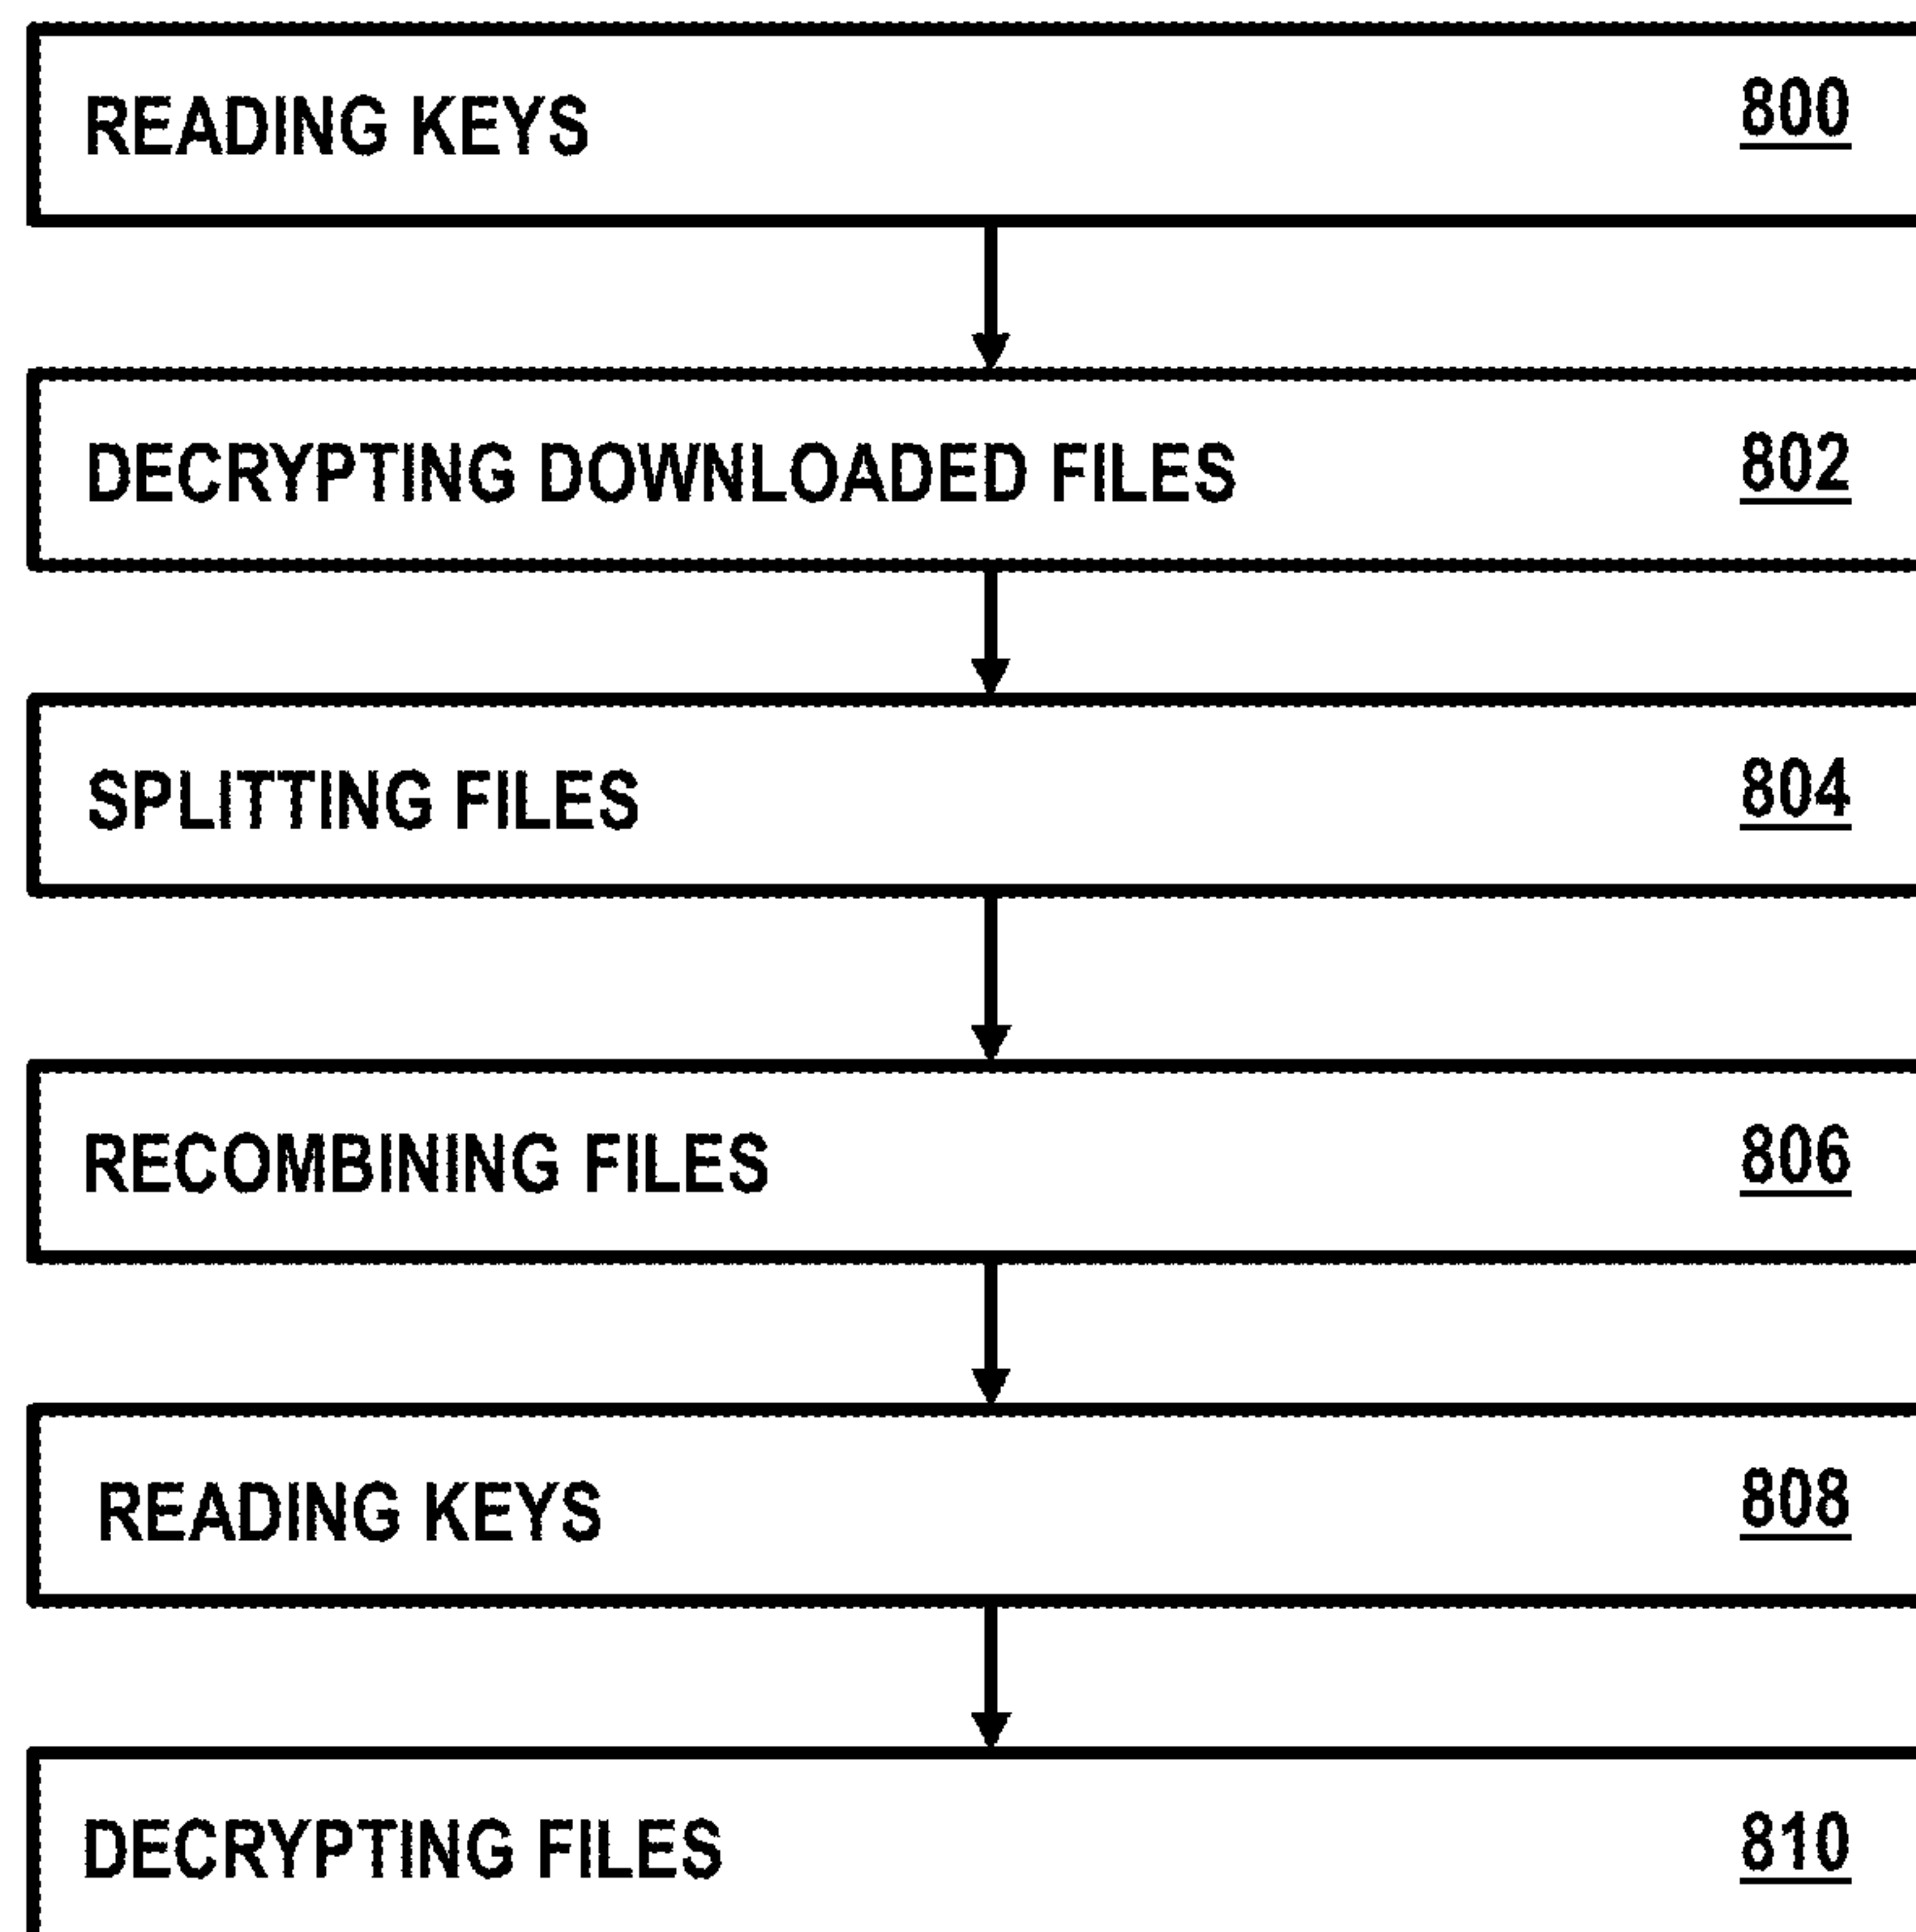 READING KEYS 800
DECRYPTING DOWNLOADED FILES 802
SPLITTING FILES 804
RECOMBINING FILES 806
READING KEYS 808
DECRYPTING FILES 810